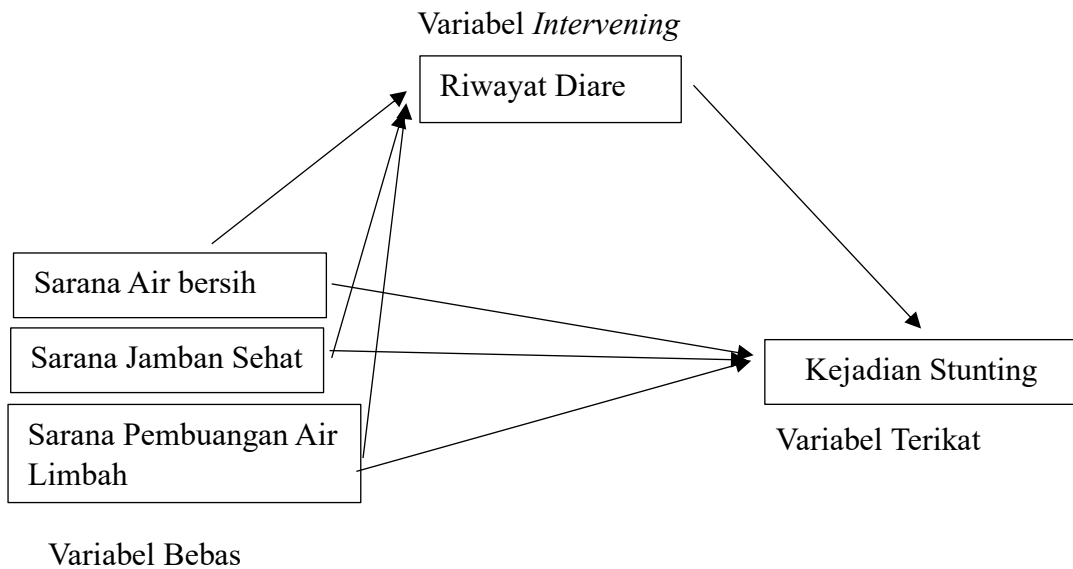 Variabel Intervening
Riwayat Diare
Sarana Air bersih
Sarana Jamban Sehat
Kejadian Stunting
Sarana Pembuangan Air
Limbah
Variabel Terikat
Variabel Bebas